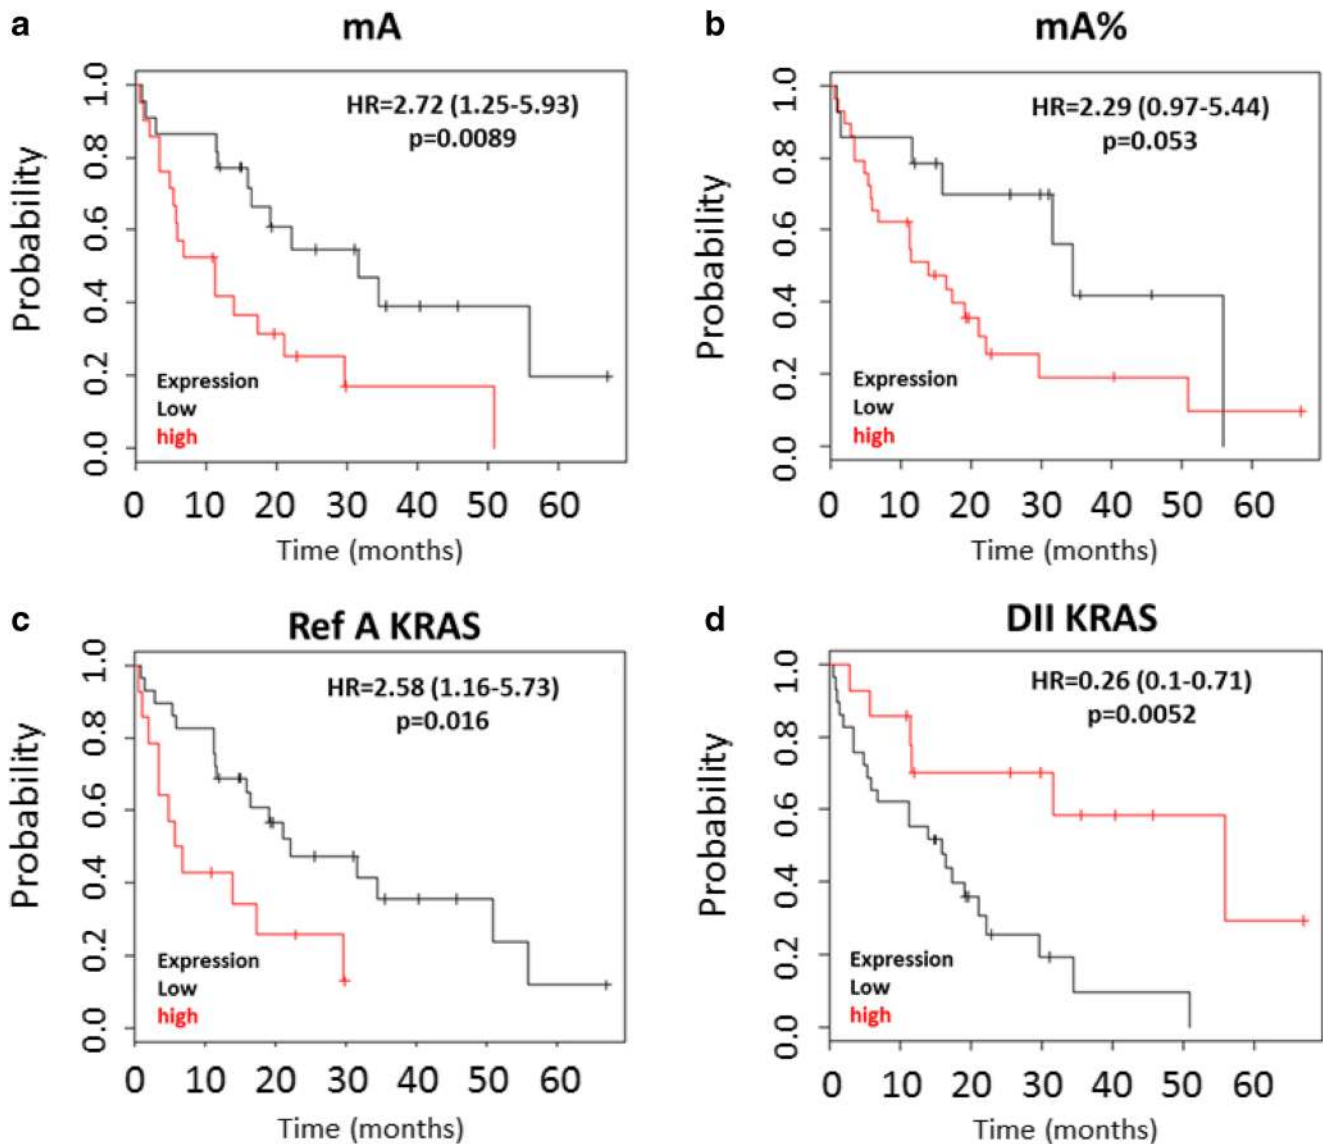 a
mA
HR=2.72 (1.25-5.93)
p=0.0089
Probability
1.0
0.8
0.6
0.4
0.2
0.0
Expression
Low
high
0 10 20 30 40 50 60
Time (months)
b
mA%
HR=2.29 (0.97-5.44)
p=0.053
Probability
1.0
0.8
0.6
0.4
0.2
0.0
Expression
Low
high
0 10 20 30 40 50 60
Time (months)
c
Ref A KRAS
HR=2.58 (1.16-5.73)
p=0.016
Probability
1.0
0.8
0.6
0.4
0.2
0.0
Expression
Low
high
0 10 20 30 40 50 60
Time (months)
d
DII KRAS
HR=0.26 (0.1-0.71)
p=0.0052
Probability
1.0
0.8
0.6
0.4
0.2
0.0
Expression
Low
high
0 10 20 30 40 50 60
Time (months)